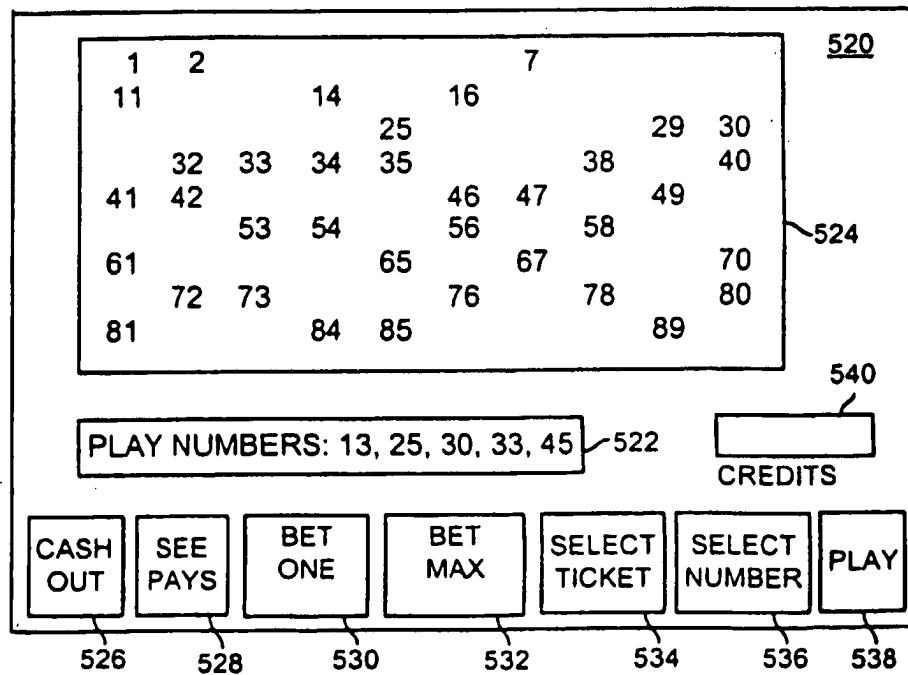 520
1 2 7
11 14 16
25 29 30
32 33 34 35 38 40
41 42 46 47 49
53 54 56 58
524
61 65 67 70
72 73 76 78 80
81 84 85 89
540
PLAY NUMBERS: 13, 25, 30, 33, 45
522
CREDITS
CASH OUT
SEE PAYS
BET ONE
BET MAX
SELECT TICKET
SELECT NUMBER
PLAY
526 528 530 532 534 536 538